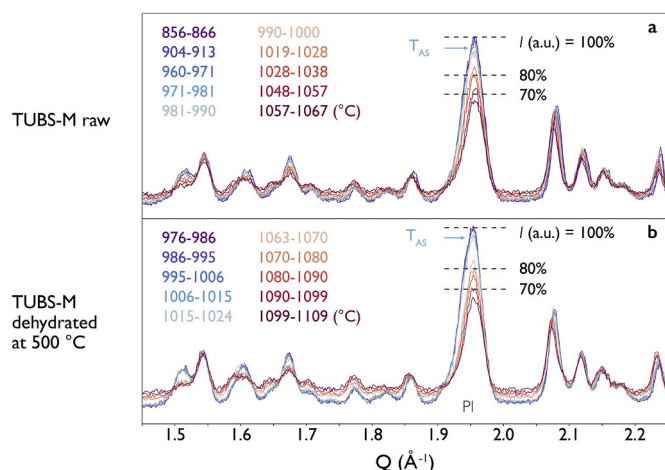 a
856-866 990-1000
904-913 1019-1028
960-971 1028-1038
971-981 1048-1057
981-990 1057-1067 (°C)
TAS
I (a.u.) = 100%
80%
70%
TUBS-M raw
b
976-986 1063-1070
986-995 1070-1080
995-1006 1080-1090
1006-1015 1090-1099
1015-1024 1099-1109 (°C)
TAS
I (a.u.) = 100%
80%
70%
TUBS-M
dehydrated
at 500 °C
Pl
1.5 1.6 1.7 1.8 1.9 2.0 2.1 2.2
Q (Å-1)